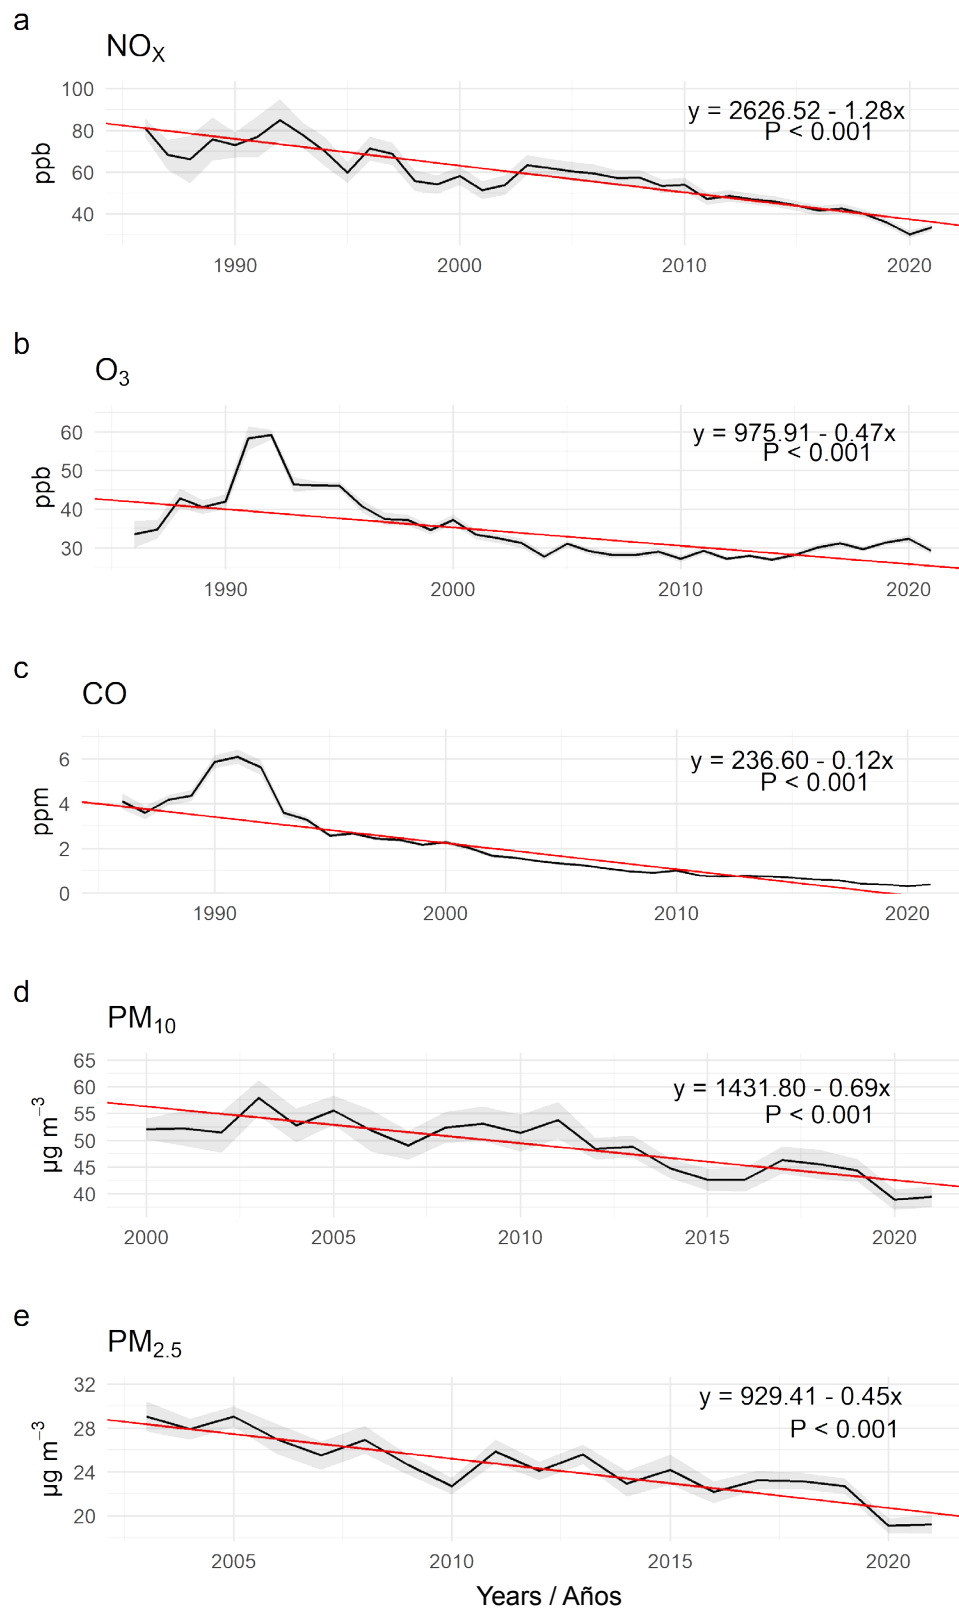 a
NOₓ
100
80
60
40
ppb
y = 2626.52 - 1.28x
P < 0.001
1990
2000
2010
2020
b
O₃
60
50
40
30
ppb
y = 975.91 - 0.47x
P < 0.001
1990
2000
2010
2020
c
CO
6
4
2
0
ppm
y = 236.60 - 0.12x
P < 0.001
1990
2000
2010
2020
d
PM₁₀
65
60
55
50
45
40
µg m⁻³
y = 1431.80 - 0.69x
P < 0.001
2000
2005
2010
2015
2020
e
PM₂.₅
32
28
24
20
µg m⁻³
y = 929.41 - 0.45x
P < 0.001
2005
2010
2015
2020
Years / Años